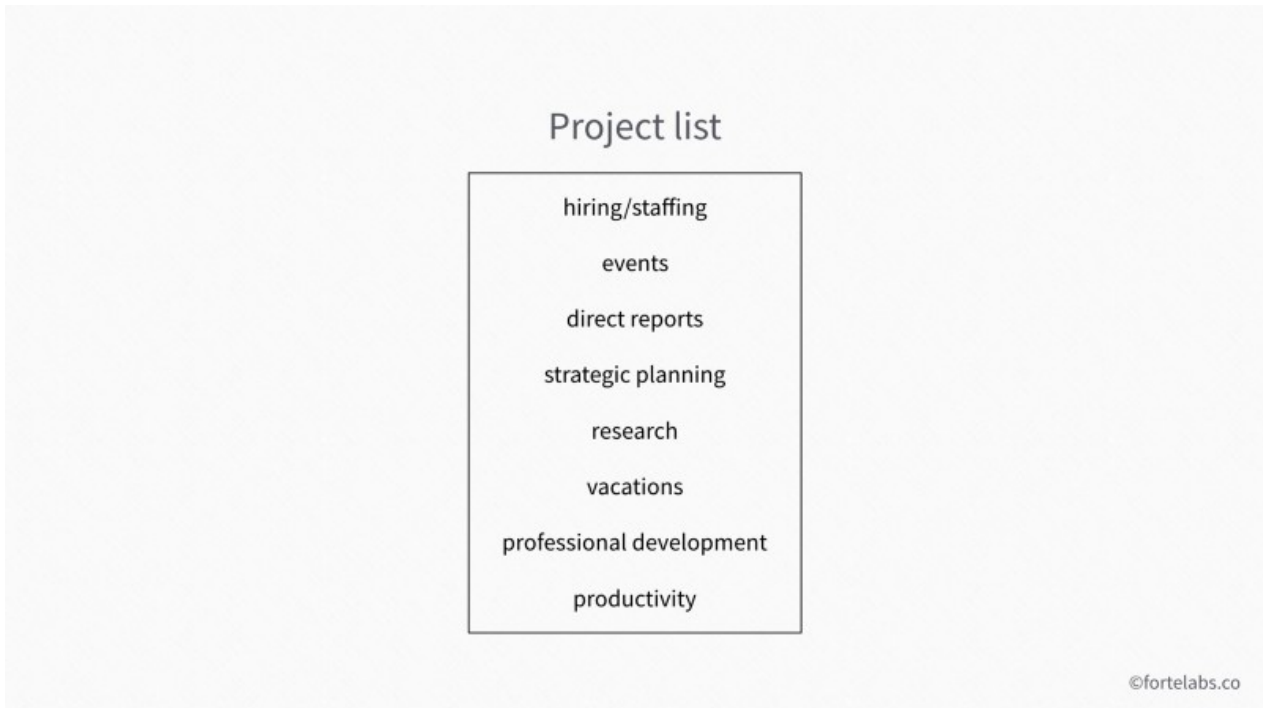 Project list
hiring/staffing
events
direct reports
strategic planning
research
vacations
professional development
productivity
©fortelabs.co